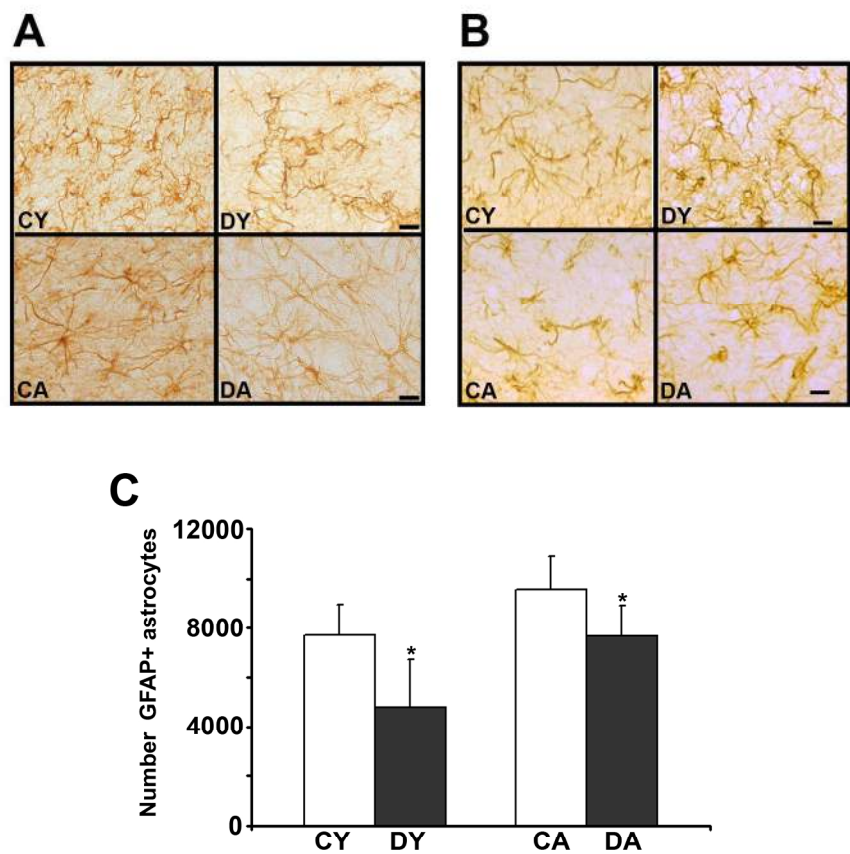 A B
CY DY CY DY
CA DA CA DA
C
Number GFAP+ astrocytes
12000
8000
4000
0
* *
CY DY CA DA